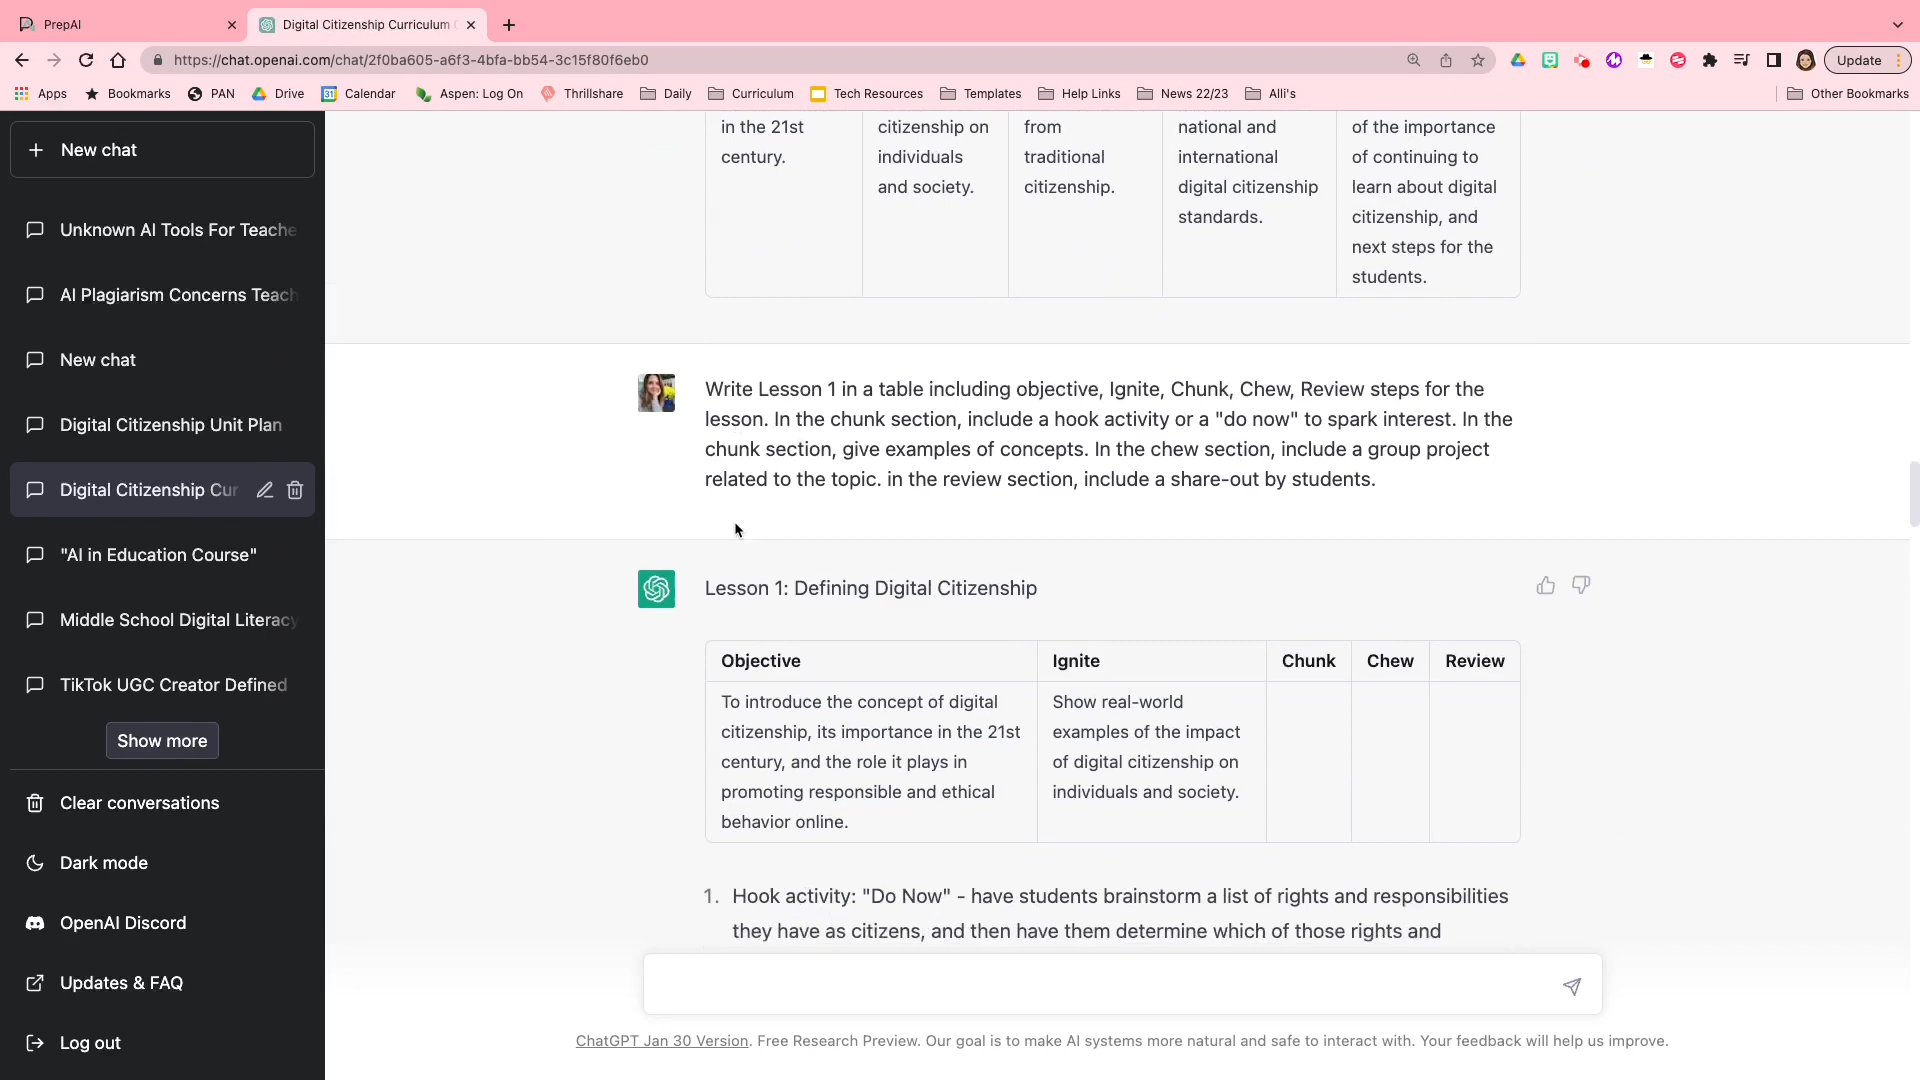 PrepAI
Digital Citizenship Curriculum
https://chat.openai.com/chat/2f0ba605-a6f3-4bfa-bb54-3c15f80f6eb0
Update
Apps
Bookmarks
PAN
Drive
Calendar
Aspen: Log On
Thrillshare
Daily
Curriculum
Tech Resources
Templates
Help Links
News 22/23
Alli's
Other Bookmarks
New chat
Unknown AI Tools For Teache
AI Plagiarism Concerns Teach
New chat
Digital Citizenship Unit Plan
Digital Citizenship Cur
"AI in Education Course"
Middle School Digital Literacy
TikTok UGC Creator Defined
Show more
Clear conversations
Dark mode
OpenAI Discord
Updates & FAQ
Log out
in the 21st
century.
citizenship on
individuals
and society.
from
traditional
citizenship.
national and
international
digital citizenship
standards.
of the importance
of continuing to
learn about digital
citizenship, and
next steps for the
students.
Write Lesson 1 in a table including objective, Ignite, Chunk, Chew, Review steps for the
lesson. In the chunk section, include a hook activity or a "do now" to spark interest. In the
chunk section, give examples of concepts. In the chew section, include a group project
related to the topic. in the review section, include a share-out by students.
Lesson 1: Defining Digital Citizenship
Objective
Ignite
Chunk
Chew
Review
To introduce the concept of digital
citizenship, its importance in the 21st
century, and the role it plays in
promoting responsible and ethical
behavior online.
Show real-world
examples of the impact
of digital citizenship on
individuals and society.
1. Hook activity: "Do Now" - have students brainstorm a list of rights and responsibilities
they have as citizens, and then have them determine which of those rights and
ChatGPT Jan 30 Version. Free Research Preview. Our goal is to make AI systems more natural and safe to interact with. Your feedback will help us improve.